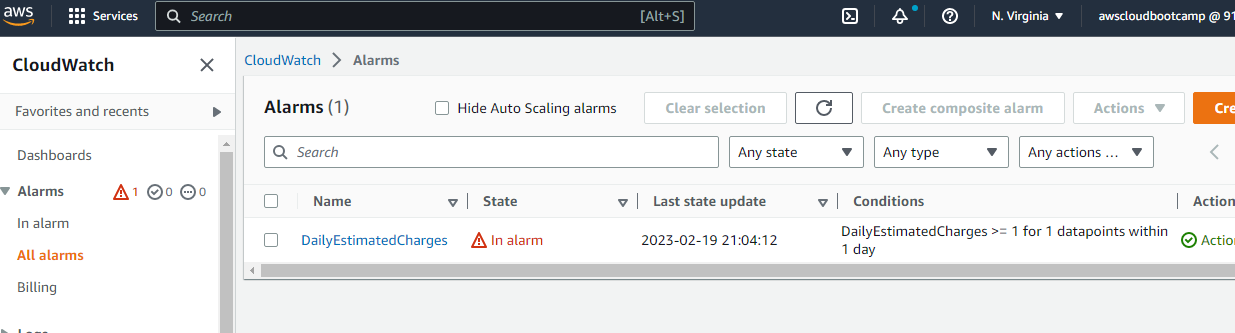 aws Services Search [Alt+S] N. Virginia awscloudbootcamp @ 91
CloudWatch
Favorites and recents
Dashboards
Alarms 1 0 0
In alarm
All alarms
Billing
Logs
CloudWatch > Alarms
Alarms (1) Hide Auto Scaling alarms Clear selection Create composite alarm Actions Cre
Search Any state Any type Any actions ...
Name State Last state update Conditions Action
DailyEstimatedCharges In alarm 2023-02-19 21:04:12 DailyEstimatedCharges >= 1 for 1 datapoints within
1 day Actio